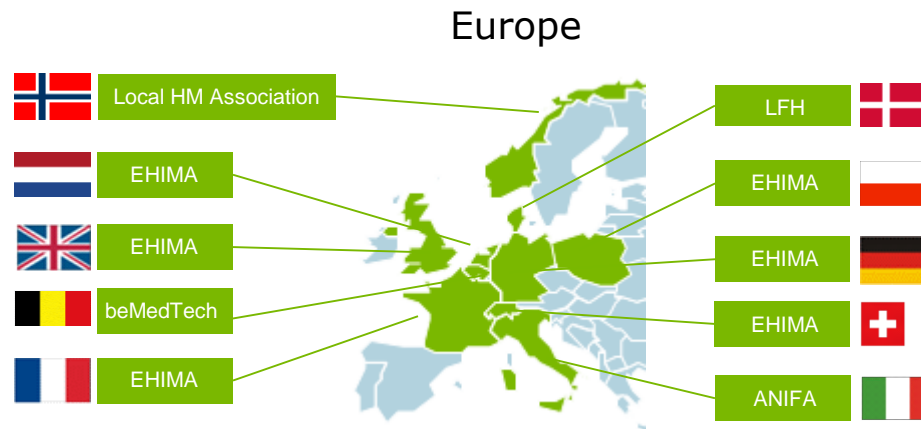 Europe
Local HM Association
EHIMA
EHIMA
beMedTech
EHIMA
LFH
EHIMA
EHIMA
EHIMA
ANIFA